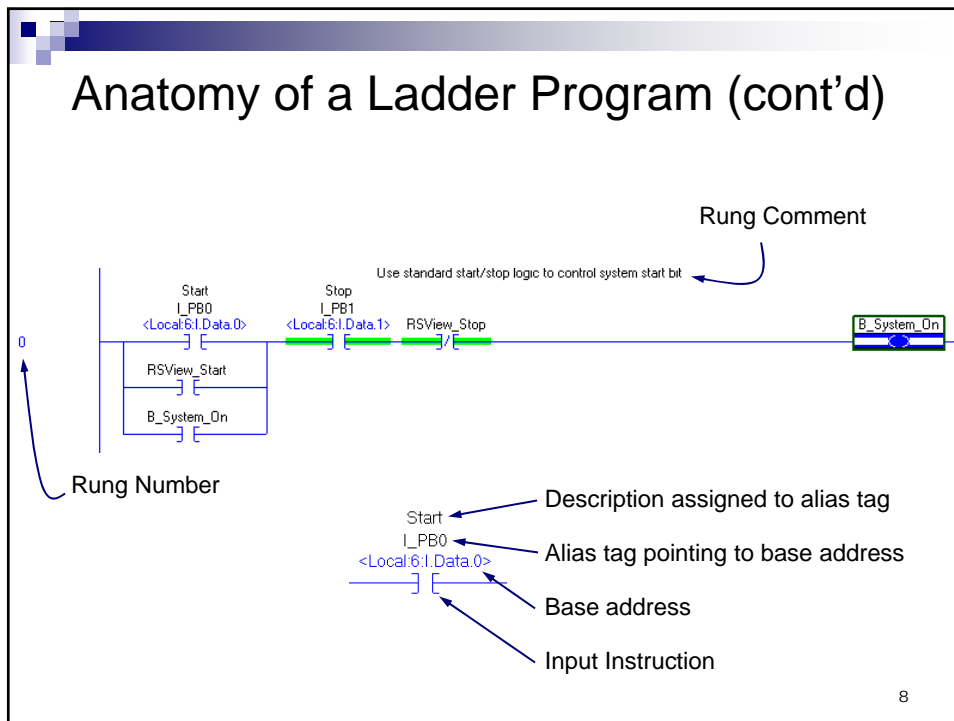 Anatomy of a Ladder Program (cont'd)
Rung Comment
Use standard start/stop logic to control system start bit
Start
I_PB0
<Local:6:I.Data.0>
Stop
I_PB1
<Local:6:I.Data.1>
RSView_Stop
B_System_On
0
RSView_Start
B_System_On
Rung Number
Start
I_PB0
<Local:6:I.Data.0>
Description assigned to alias tag
Alias tag pointing to base address
Base address
Input Instruction
8